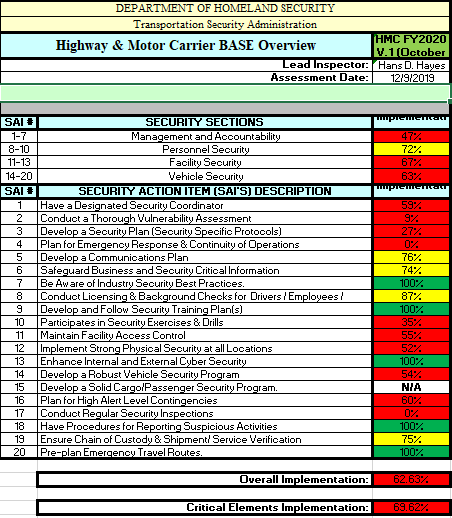 DEPARTMENT OF HOMELAND SECURITY
Transportation Security Administration
Highway & Motor Carrier BASE Overview HMC FY2020 V.1 (October
Lead Inspector: Hans D. Hayes
Assessment Date: 12/9/2019
SAI # SECURITY SECTIONS Implementati
1-7 Management and Accountability 47%
8-10 Personnel Security 72%
11-13 Facility Security 67%
14-20 Vehicle Security 63%
SAI # SECURITY ACTION ITEM (SAI'S) DESCRIPTION Implementati
1 Have a Designated Security Coordinator 59%
2 Conduct a Thorough Vulnerability Assessment 9%
3 Develop a Security Plan (Security Specific Protocols) 27%
4 Plan for Emergency Response & Continuity of Operations 0%
5 Develop a Communications Plan 76%
6 Safeguard Business and Security Critical Information 74%
7 Be Aware of Industry Security Best Practices. 100%
8 Conduct Licensing & Background Checks for Drivers / Employees / 87%
9 Develop and Follow Security Training Plan(s) 100%
10 Participates in Security Exercises & Drills 35%
11 Maintain Facility Access Control 55%
12 Implement Strong Physical Security at all Locations 52%
13 Enhance Internal and External Cyber Security 100%
14 Develop a Robust Vehicle Security Program 54%
15 Develop a Solid Cargo/Passenger Security Program. N/A
16 Plan for High Alert Level Contingencies 60%
17 Conduct Regular Security Inspections 0%
18 Have Procedures for Reporting Suspicious Activities 100%
19 Ensure Chain of Custody & Shipment/ Service Verification 75%
20 Pre-plan Emergency Travel Routes. 100%
Overall Implementation: 62.63%
Critical Elements Implementation: 69.62%